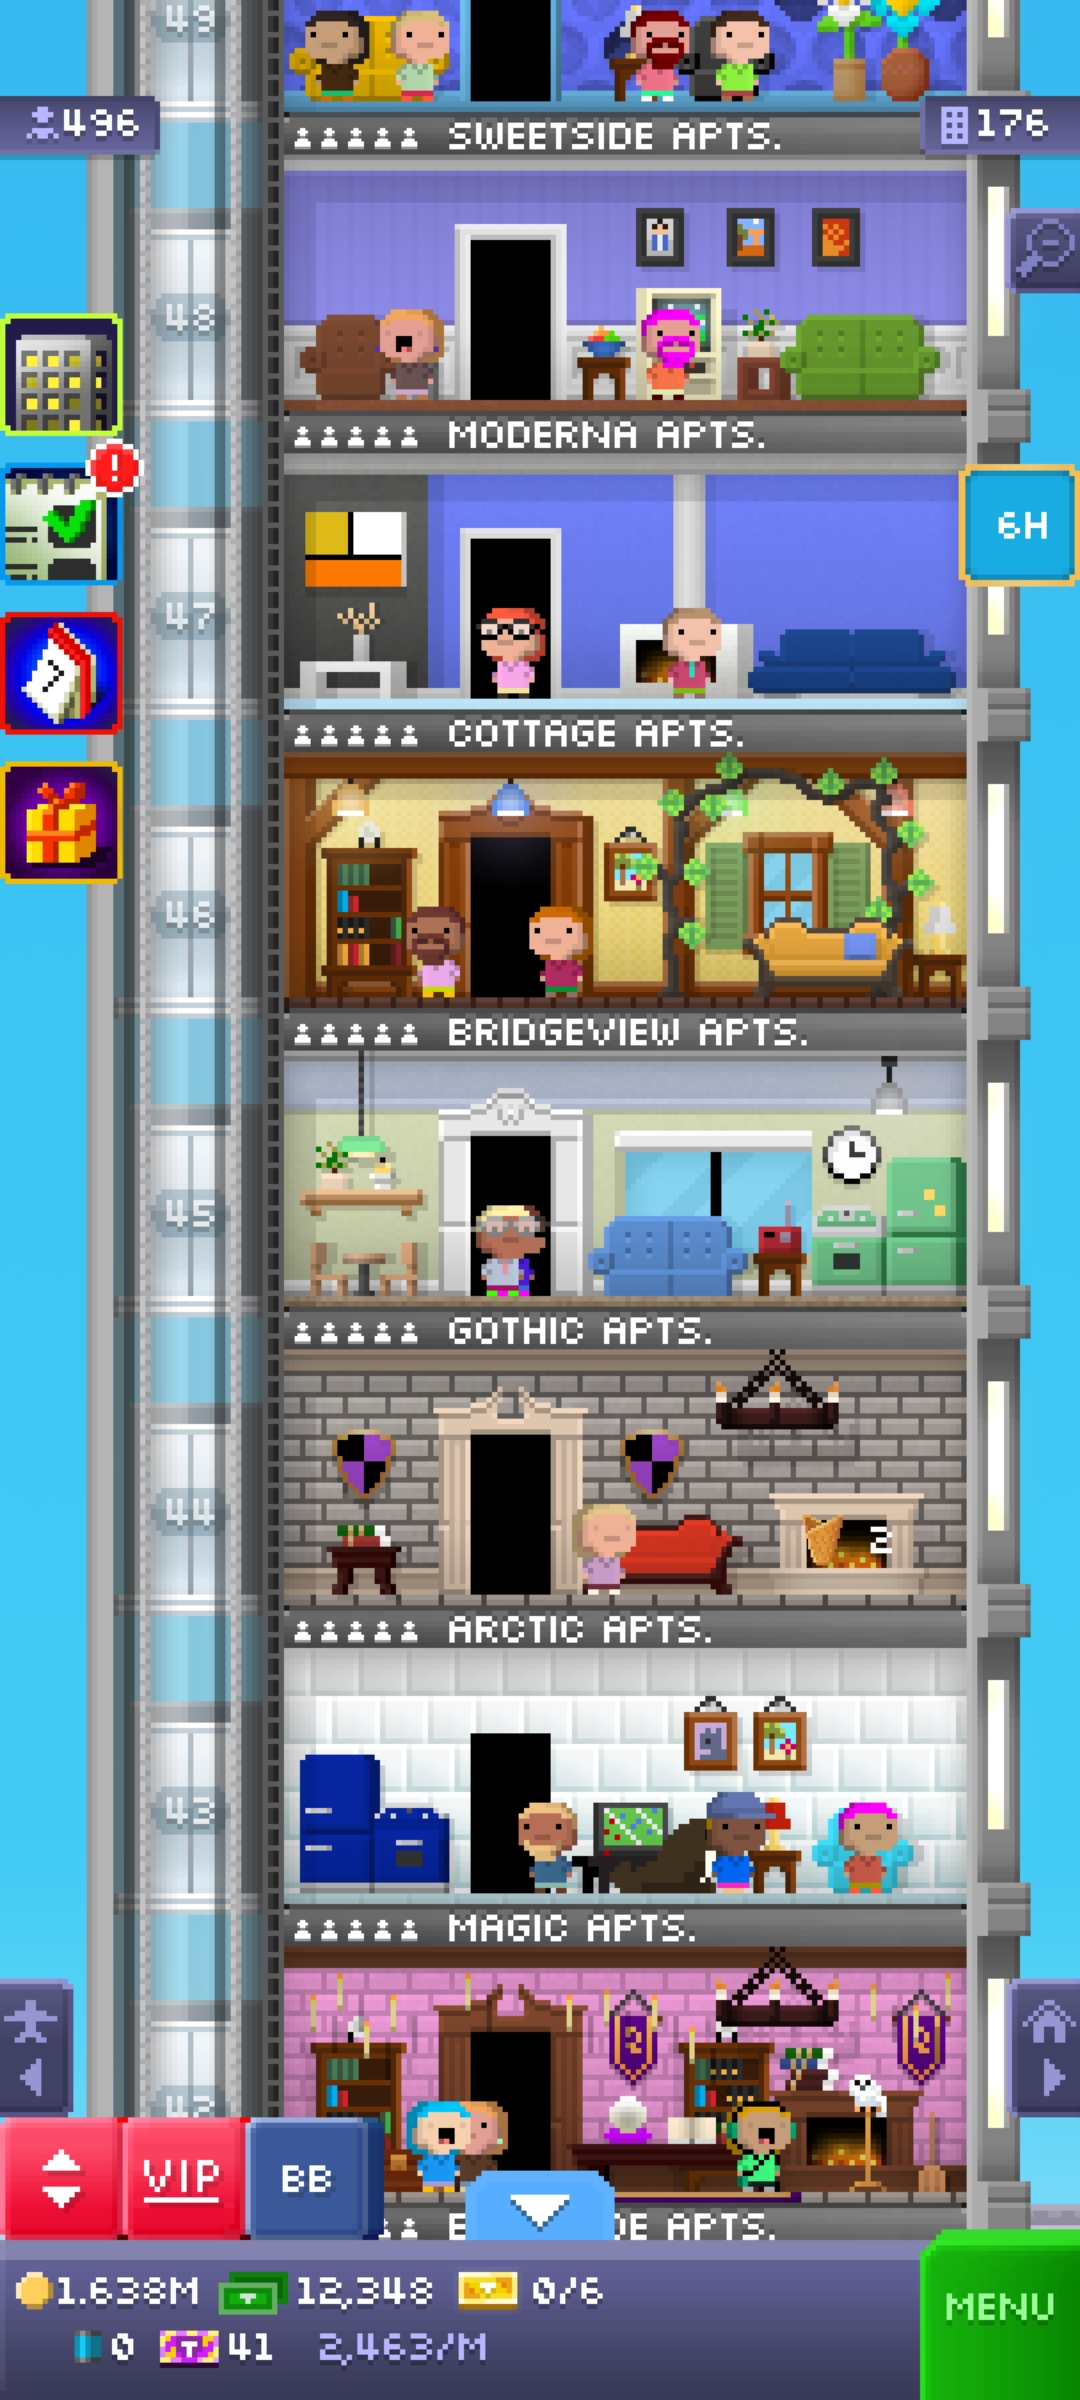 49
496
SWEETSIDE APTS.
176
48
MODERNA APTS.
6H
47
COTTAGE APTS.
46
BRIDGEVIEW APTS.
45
GOTHIC APTS.
44
2
ARCTIC APTS.
43
MAGIC APTS.
42
VIP
BB
APTS.
1.638M 12,348 0/6
MENU
0 41 2,463/M